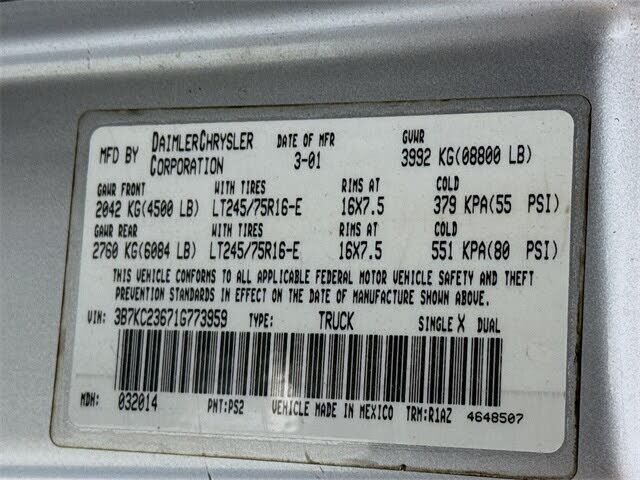 MFD BY DAIMLERCHRYSLER CORPORATION DATE OF MFR 3-01 GVWR 3992 KG(08800 LB)
GAWR FRONT WITH TIRES RIMS AT COLD
2042 KG(4500 LB) LT245/75R16-E 16X7.5 379 KPA(55 PSI)
GAWR REAR WITH TIRES RIMS AT COLD
2760 KG(6084 LB) LT245/75R16-E 16X7.5 551 KPA(80 PSI)
THIS VEHICLE CONFORMS TO ALL APPLICABLE FEDERAL MOTOR VEHICLE SAFETY AND THEFT
PREVENTION STANDARDS IN EFFECT ON THE DATE OF MANUFACTURE SHOWN ABOVE.
VIN: 3B7KC23671G773959 TYPE: TRUCK SINGLE X DUAL
MDH: 032014 PNT:PS2 VEHICLE MADE IN MEXICO TRM:R1AZ 4648507